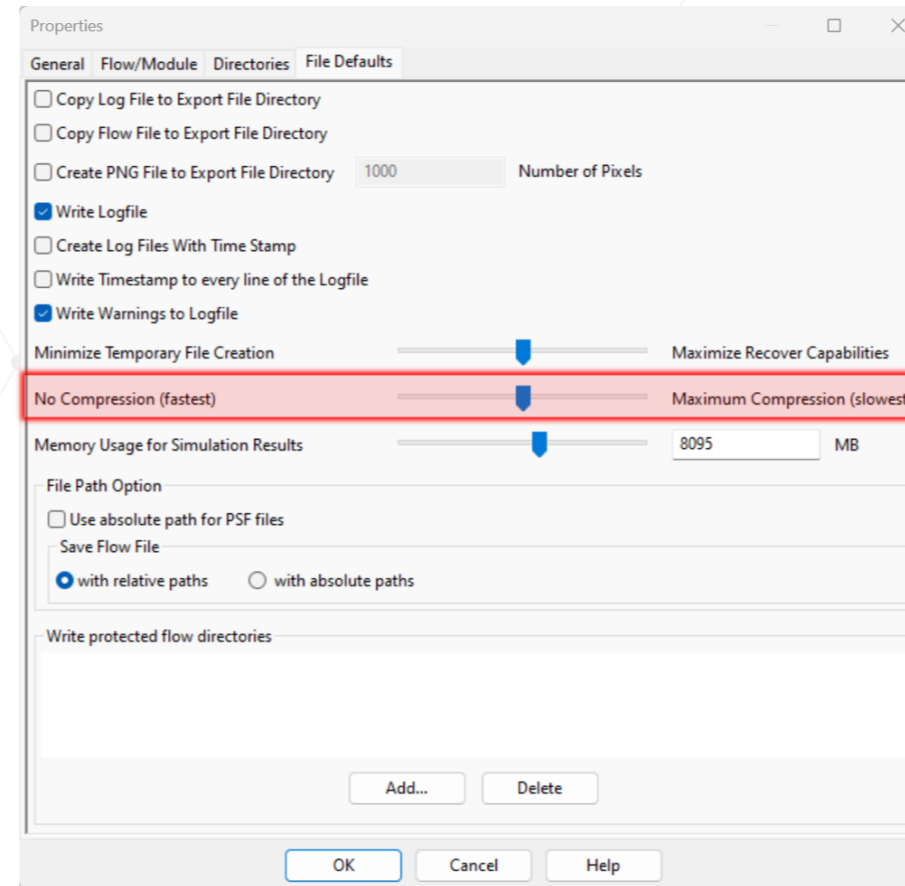 Properties
General Flow/Module Directories File Defaults
Copy Log File to Export File Directory
Copy Flow File to Export File Directory
Create PNG File to Export File Directory 1000 Number of Pixels
Write Logfile
Create Log Files With Time Stamp
Write Timestamp to every line of the Logfile
Write Warnings to Logfile
Minimize Temporary File Creation Maximize Recover Capabilities
No Compression (fastest) Maximum Compression (slowest
Memory Usage for Simulation Results 8095 MB
File Path Option
Use absolute path for PSF files
Save Flow File
with relative paths with absolute paths
Write protected flow directories
Add... Delete
OK Cancel Help